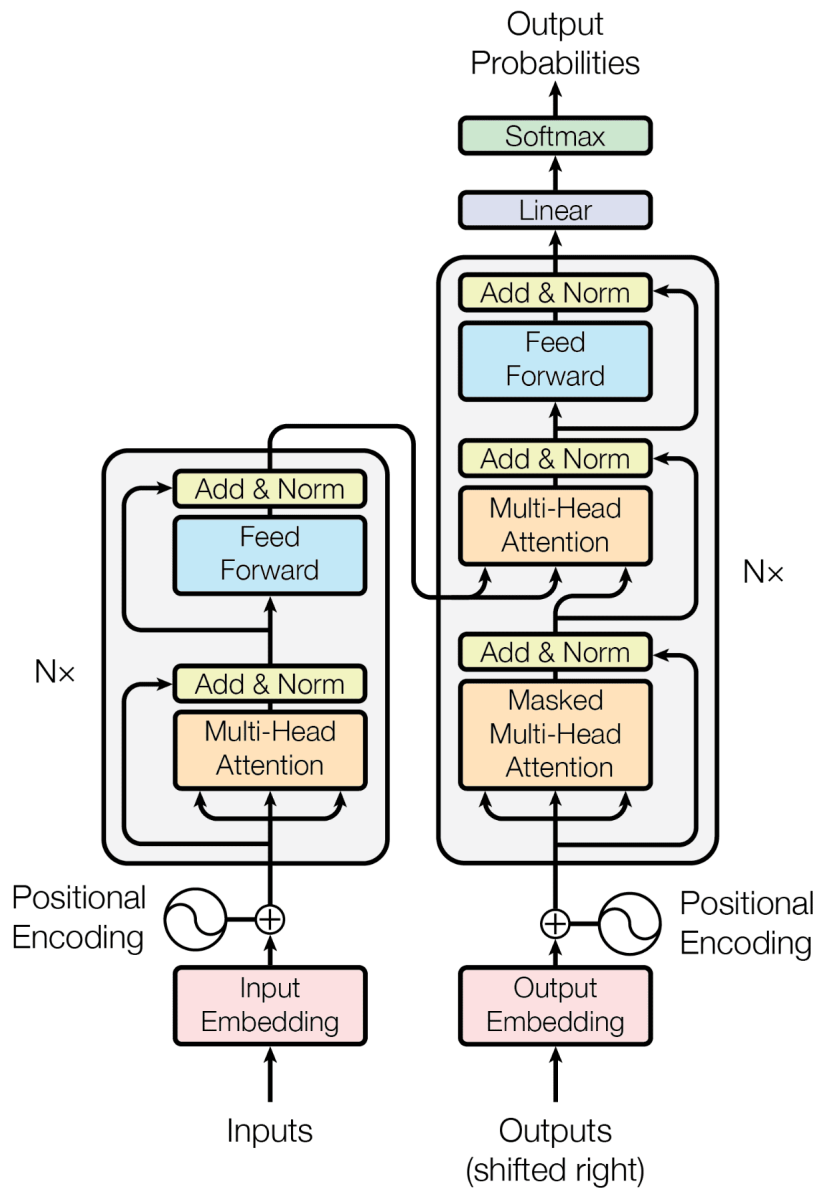 Output
Probabilities
Softmax
Linear
Add & Norm
Feed
Forward
Add & Norm
Multi-Head
Attention
Add & Norm
Masked
Multi-Head
Attention
N×
Add & Norm
Feed
Forward
Add & Norm
Multi-Head
Attention
N×
Positional
Encoding
Positional
Encoding
Input
Embedding
Output
Embedding
Inputs
Outputs
(shifted right)